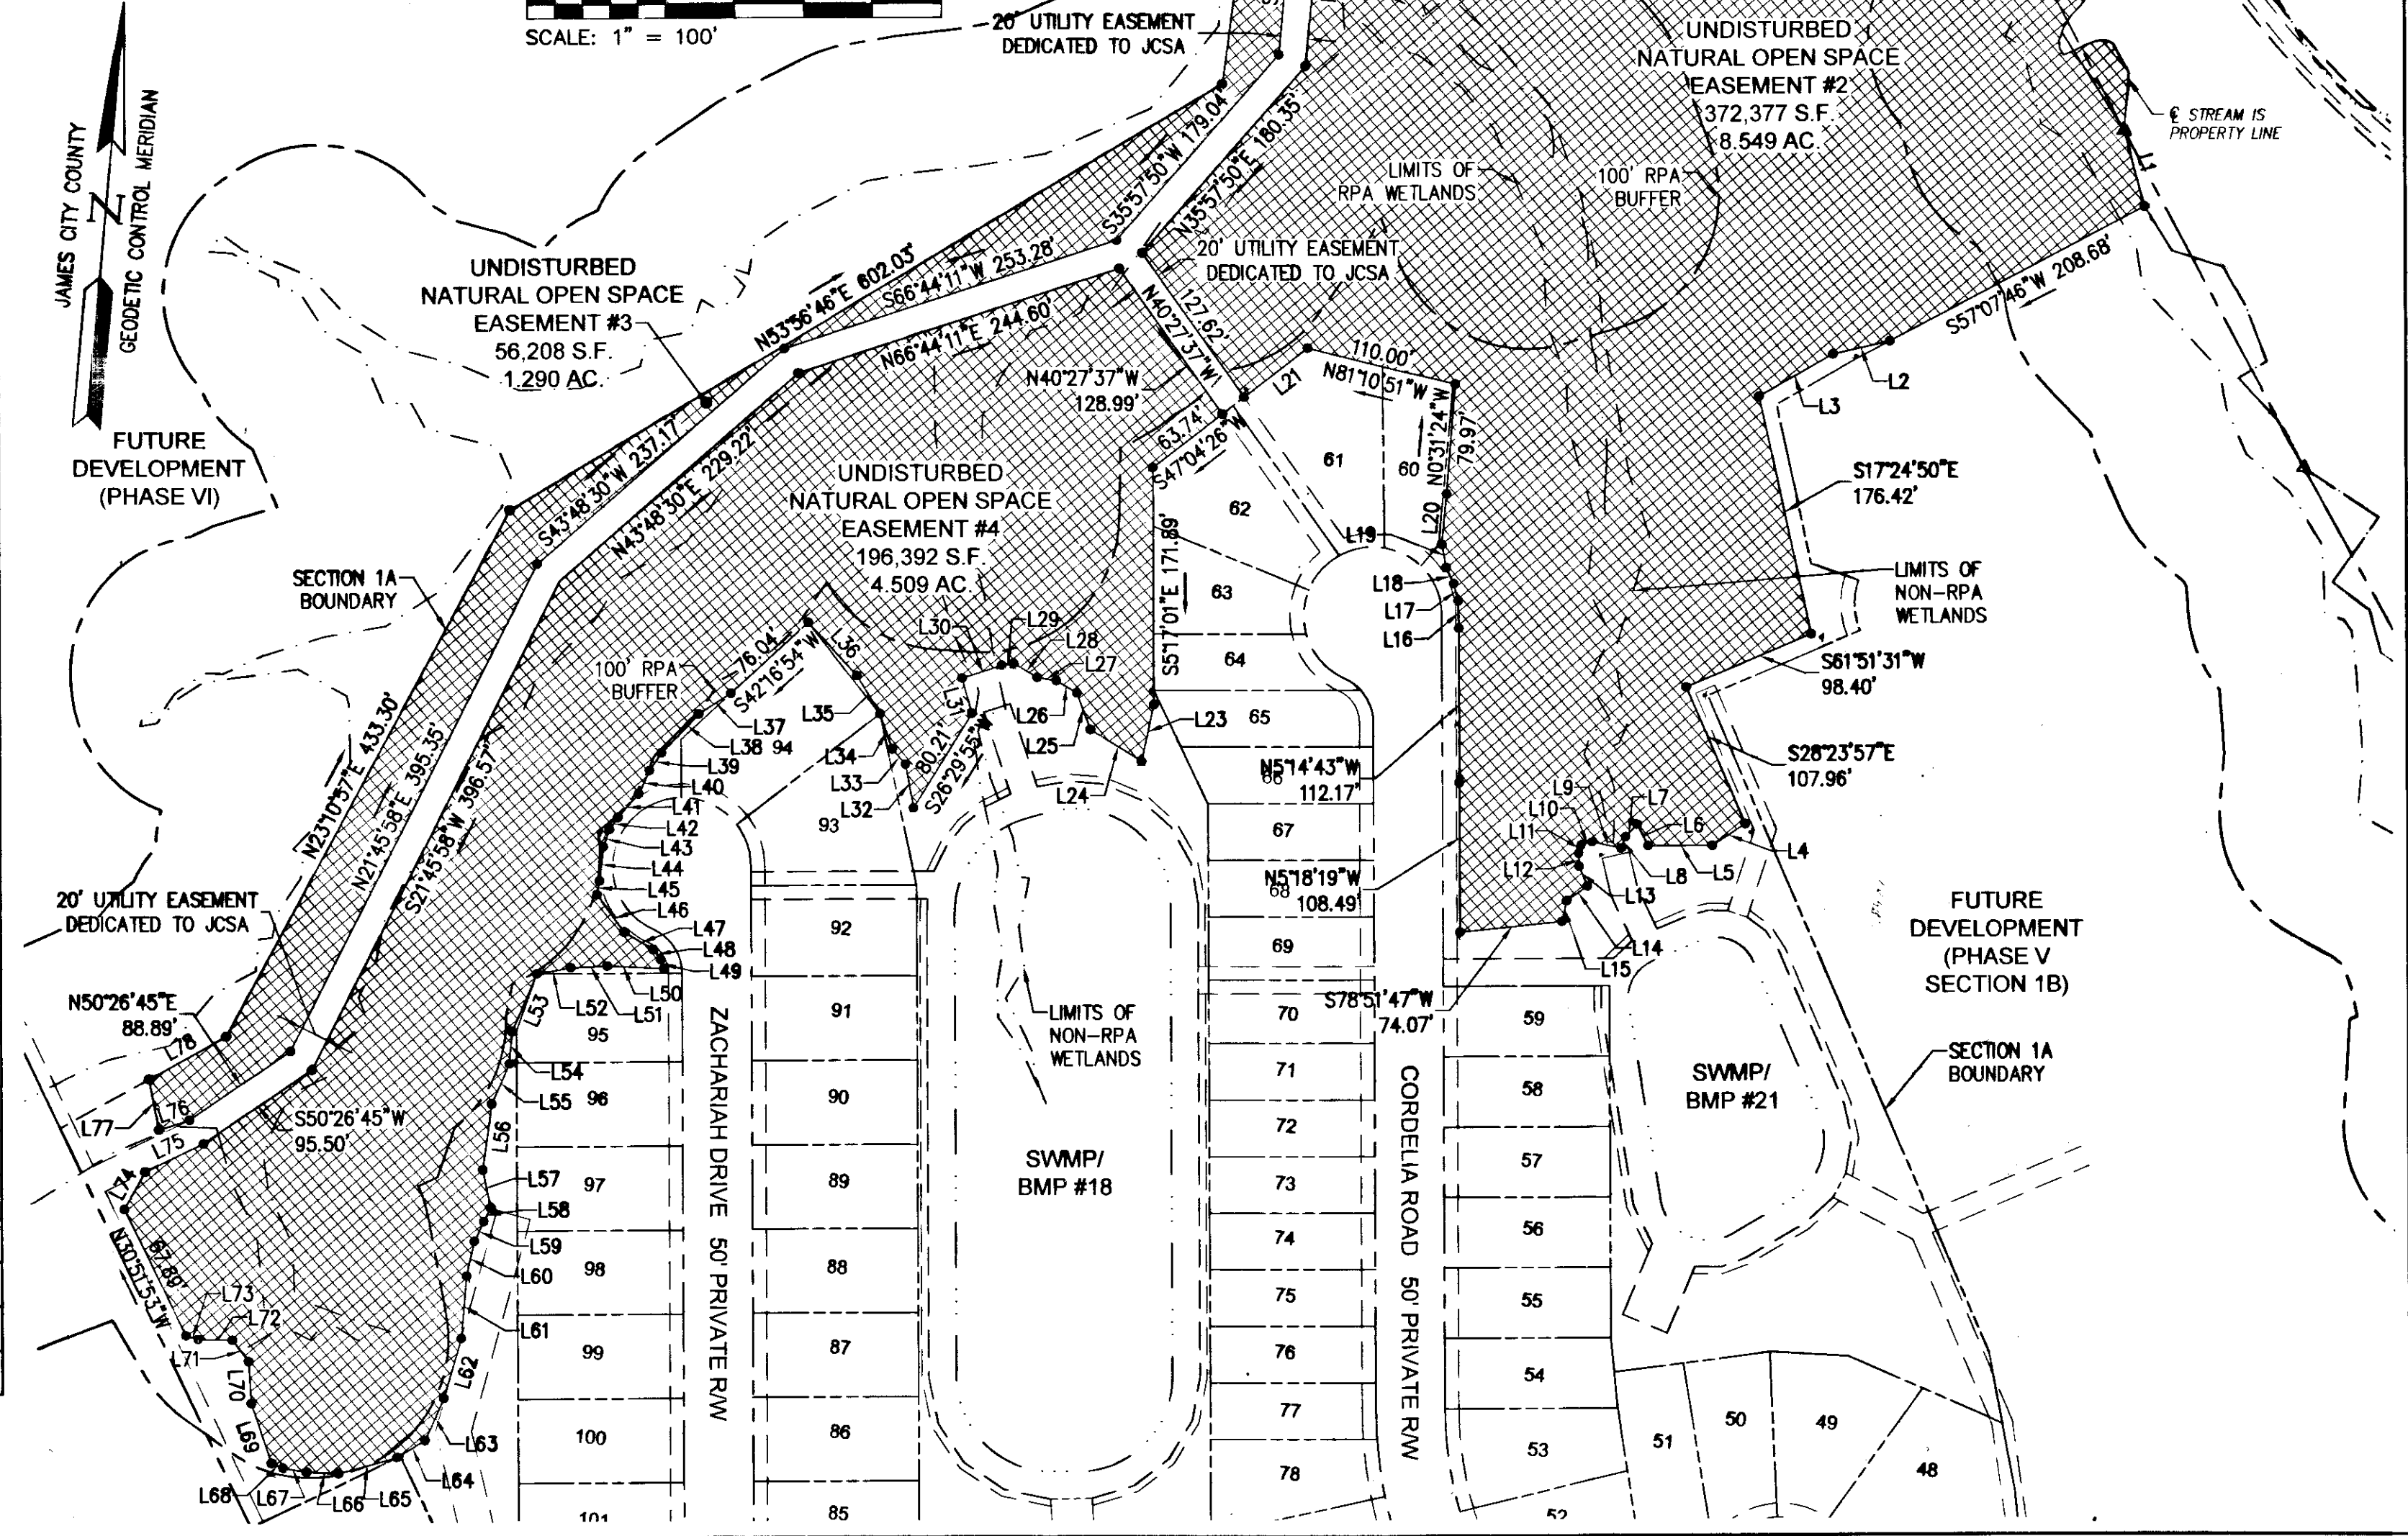 SCALE: 1" = 100'
20' UTILITY EASEMENT
DEDICATED TO JCSA
UNDISTURBED
NATURAL OPEN SPACE
EASEMENT #2
372,377 S.F.
8.549 AC.
℄ STREAM IS
PROPERTY LINE
L1
JAMES CITY COUNTY
GEODETIC CONTROL MERIDIAN
N
LIMITS OF
RPA WETLANDS
100' RPA
BUFFER
S35°57'50"W 179.04'
N35°57'50"E 180.35'
20' UTILITY EASEMENT
DEDICATED TO JCSA
UNDISTURBED
NATURAL OPEN SPACE
EASEMENT #3
56,208 S.F.
1.290 AC.
N53°56'46"E 602.03'
S66°44'11"W 253.28'
N66°44'11"E 244.60'
127.62'
N40°27'37"W
N40°27'37"W
128.99'
L21
110.00'
N81°10'51"W
S57°07'46"W 208.68'
L2
L3
FUTURE
DEVELOPMENT
(PHASE VI)
S43°48'30"W 237.17'
N43°48'30"E 229.22'
UNDISTURBED
NATURAL OPEN SPACE
EASEMENT #4
196,392 S.F.
4.509 AC.
63.74'
S47°04'26"W
61
60
N0°31'24"W
79.97'
L20
L19
62
S17°24'50"E
176.42'
SECTION 1A
BOUNDARY
S5°17'01"E 171.89'
63
L18
L17
L16
LIMITS OF
NON-RPA
WETLANDS
L30
L29
L28
L27
L36
76.04'
S42°16'54"W
100' RPA
BUFFER
64
S61°51'31"W
98.40'
L35
L37
L38
94
L31
L26
L25
L23
65
L34
L39
L33
80.21'
S26°29'55"W
L40
L32
L24
N5°14'43"W
112.17'
66
S28°23'57"E
107.96'
L41
L42
93
L43
67
L9
L10
L7
L11
L6
L4
L44
L12
L8
L5
L45
N5°18'19"W
108.49'
68
L13
L46
N23°10'57"E 433.30'
N21°45'58"E 395.35'
S21°45'58"W 396.57'
20' UTILITY EASEMENT
DEDICATED TO JCSA
L47
L48
L49
92
69
L14
L15
FUTURE
DEVELOPMENT
(PHASE V
SECTION 1B)
L50
L51
L52
L53
95
N50°26'45"E
88.89'
S78°51'47"W
74.07'
91
70
59
LIMITS OF
NON-RPA
WETLANDS
L78
L54
L55
96
90
71
58
SWMP/
BMP #21
SECTION 1A
BOUNDARY
L77
L76
L75
S50°26'45"W
95.50'
L56
72
57
L74
L57
97
89
SWMP/
BMP #18
73
L58
N30°51'53"W
67.89'
L59
L60
98
88
74
56
ZACHARIAH DRIVE 50' PRIVATE R/W
CORDELIA ROAD 50' PRIVATE R/W
L73
L72
L61
75
55
L71
99
87
76
L70
L62
54
77
50
49
L69
L63
100
86
51
53
L68
L67
L66
L65
L64
78
48
101
85
52